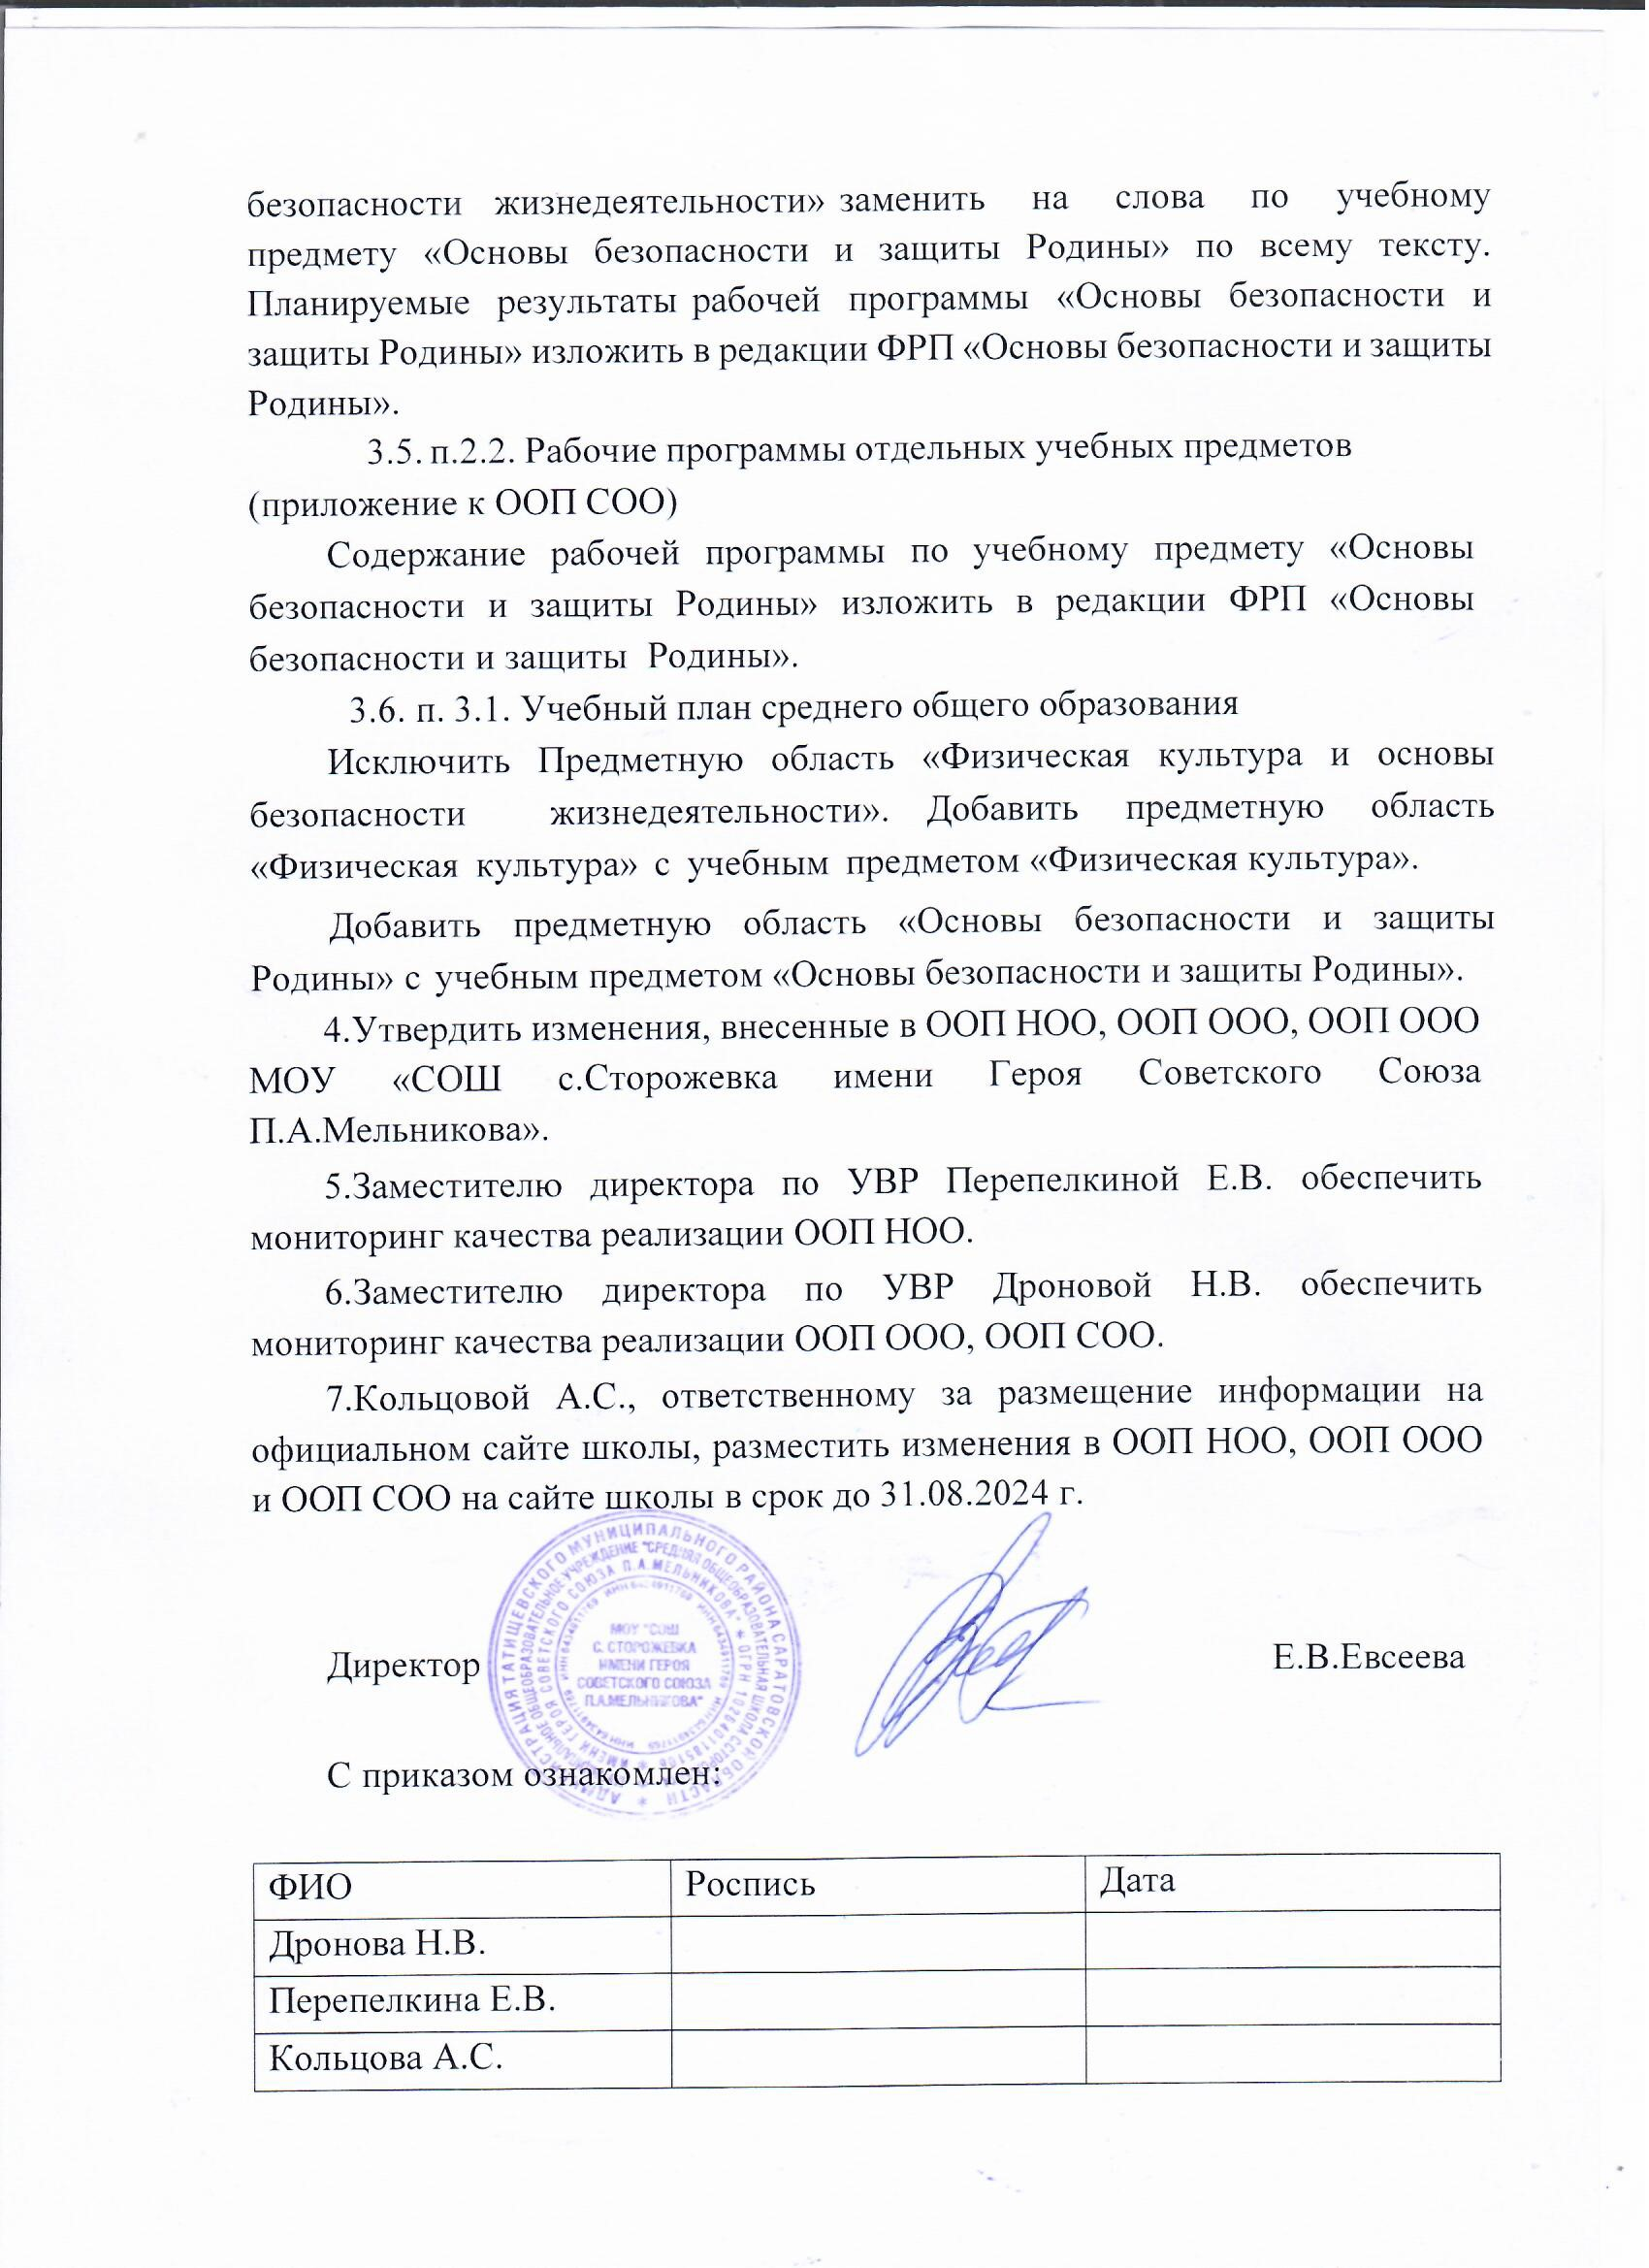 безопасности жизнедеятельности» заменить на слова по учебному
предмету «Основы безопасности и защиты Родины» по всему тексту.
Планируемые результаты рабочей программы «Основы безопасности и
защиты Родины» изложить в редакции ФРП «Основы безопасности и защиты
Родины».
3.5. п.2.2. Рабочие программы отдельных учебных предметов
(приложение к ООП СОО)
Содержание рабочей программы по учебному предмету «Основы
безопасности и защиты Родины» изложить в редакции ФРП «Основы
безопасности и защиты Родины».
3.6. п. 3.1. Учебный план среднего общего образования
Исключить Предметную область «Физическая культура и основы
безопасности жизнедеятельности». Добавить предметную область
«Физическая культура» с учебным предметом «Физическая культура».
Добавить предметную область «Основы безопасности и защиты
Родины» с учебным предметом «Основы безопасности и защиты Родины».
4.Утвердить изменения, внесенные в ООП НОО, ООП ООО, ООП ООО
МОУ «СОШ с.Сторожевка имени Героя Советского Союза
П.А.Мельникова».
5.Заместителю директора по УВР Перепелкиной Е.В. обеспечить
мониторинг качества реализации ООП НОО.
6.Заместителю директора по УВР Дроновой Н.В. обеспечить
мониторинг качества реализации ООП ООО, ООП СОО.
7.Кольцовой А.С., ответственному за размещение информации на
официальном сайте школы, разместить изменения в ООП НОО, ООП ООО
и ООП СОО на сайте школы в срок до 31.08.2024 г.
АДМИНИСТРАЦИЯ ТАТИЩЕВСКОГО МУНИЦИПАЛЬНОГО РАЙОНА САРАТОВСКОЙ ОБЛАСТИ
МОУ "СОШ
С. СТОРОЖЕВКА
ИМЕНИ ГЕРОЯ
СОВЕТСКОГО СОЮЗА
П.А.МЕЛЬНИКОВА"
Директор Е.В.Евсеева
С приказом ознакомлен:
ФИО Роспись Дата
Дронова Н.В.
Перепелкина Е.В.
Кольцова А.С.